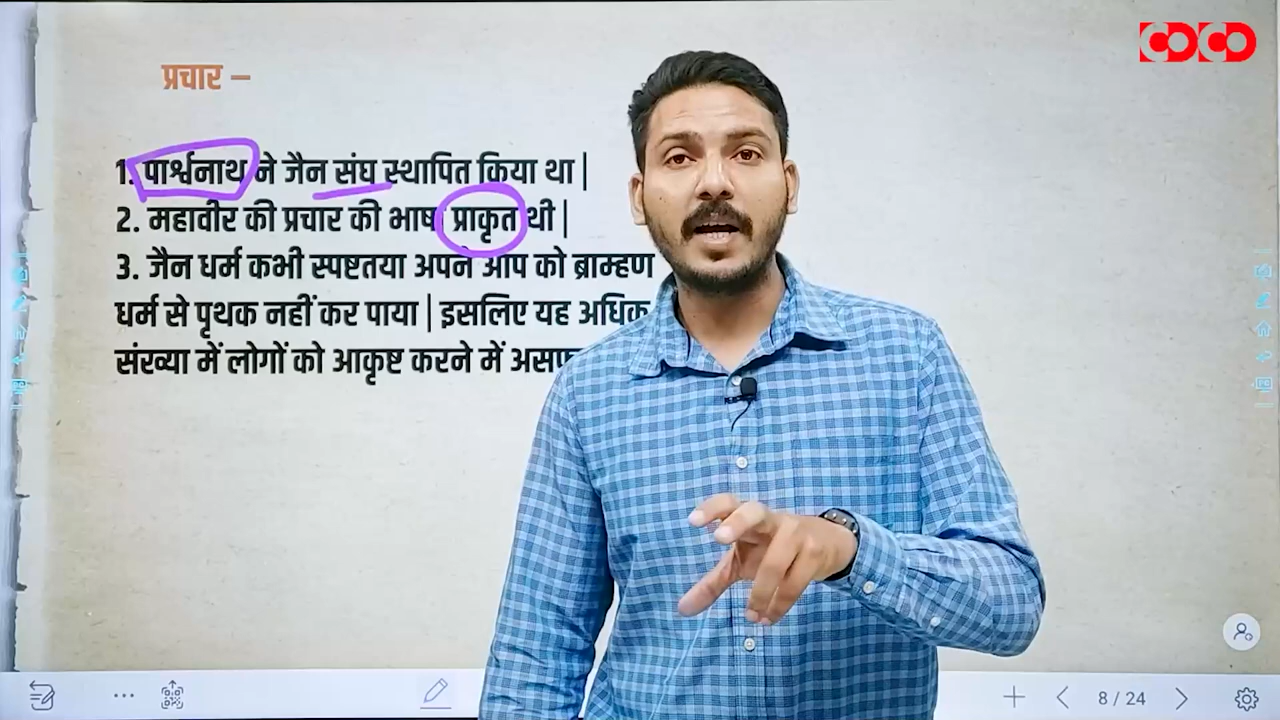 COCO
प्रचार –
1. पार्श्वनाथ ने जैन संघ स्थापित किया था |
2. महावीर की प्रचार की भाषा प्राकृत थी |
3. जैन धर्म कभी स्पष्टतया अपने आप को ब्राम्हण
धर्म से पृथक नहीं कर पाया | इसलिए यह अधिक
संख्या में लोगों को आकृष्ट करने में
8 / 24